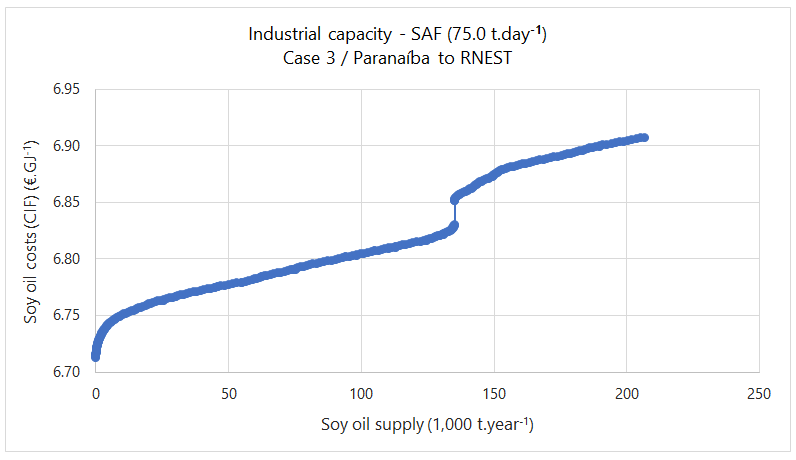 Industrial capacity - SAF (75.0 t.day⁻¹)
Case 3 / Paranaíba to RNEST
6.95
6.90
6.85
6.80
6.75
6.70
Soy oil costs (CIF) (€.GJ⁻¹)
0 50 100 150 200 250
Soy oil supply (1,000 t.year⁻¹)